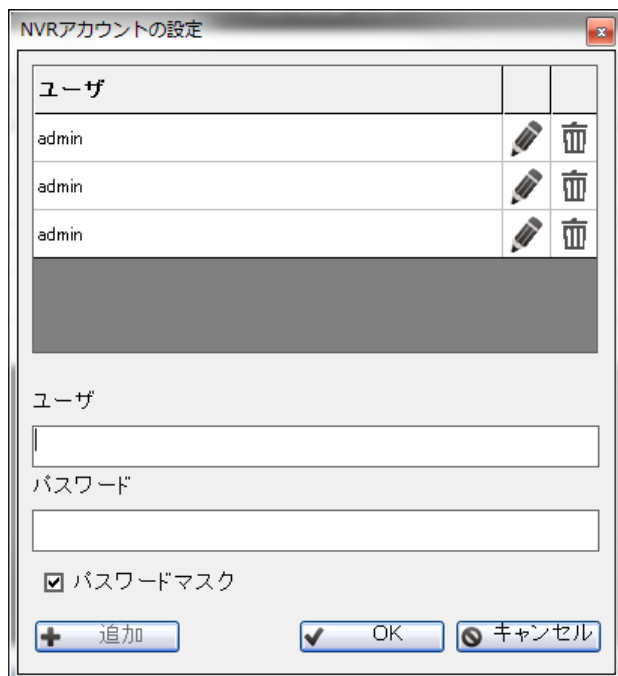 NVRアカウントの設定
ユーザ
admin
admin
admin
ユーザ
パスワード
パスワードマスク
追加 OK キャンセル